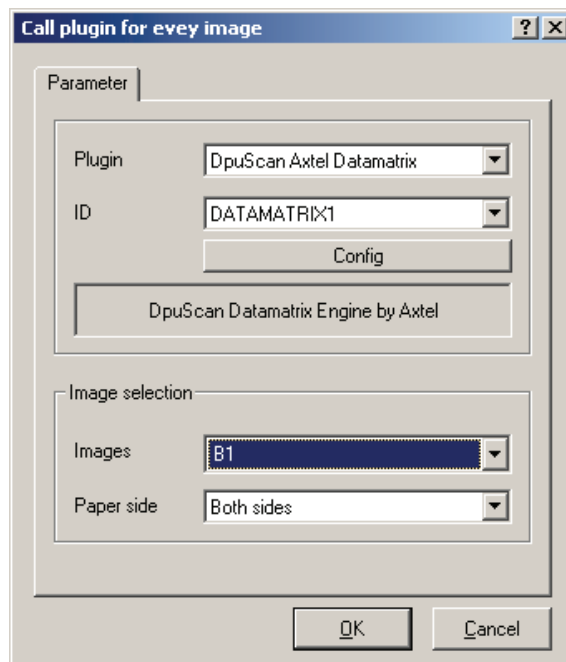 Call plugin for evey image
Parameter
Plugin DpuScan Axtel Datamatrix
ID DATAMATRIX1
Config
DpuScan Datamatrix Engine by Axtel
Image selection
Images B1
Paper side Both sides
OK Cancel